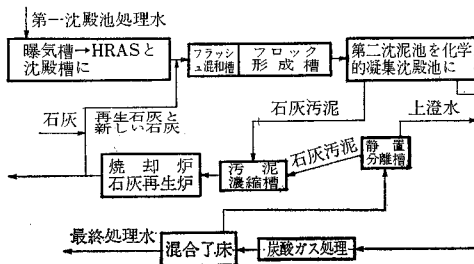 第一沈殿池処理水
曝気槽→HRASと
沈殿槽に
フラッシ
ュ混和槽
フロック
形成槽
第二沈泥池を化学
的凝集沈殿池に
石灰
再生石灰と
新しい石灰
石灰汚泥
上澄水
焼却炉
石灰再生炉
汚泥
濃縮槽
石灰汚泥
静置
分離槽
最終処理水
混合了床
炭酸ガス処理